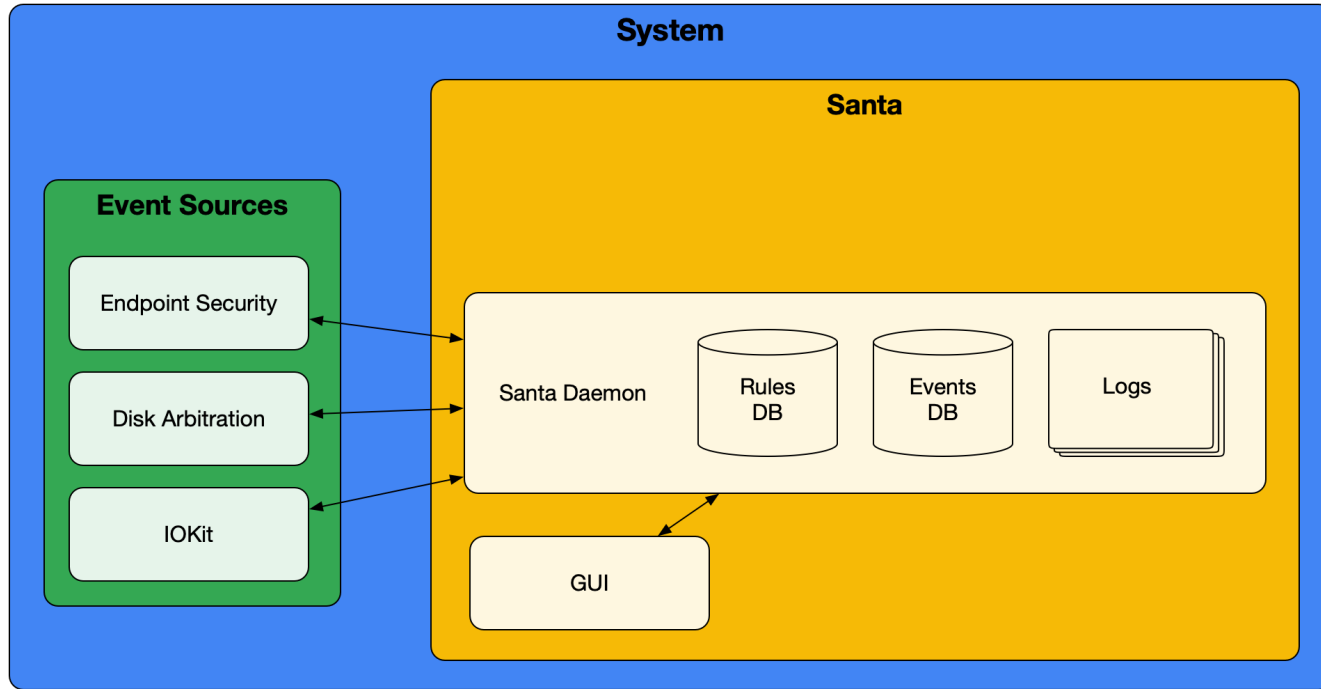 System
Santa
Event Sources
Endpoint Security
Disk Arbitration
IOKit
Santa Daemon
Rules
DB
Events
DB
Logs
GUI